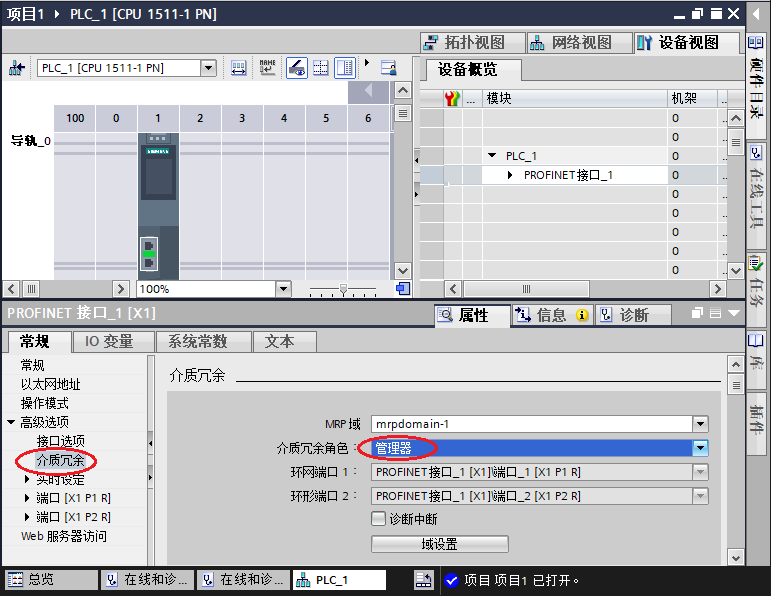 项目1 ▸ PLC_1 [CPU 1511-1 PN]
拓扑视图 网络视图 设备视图
PLC_1 [CPU 1511-1 PN]
设备概览
... 模块 机架 ..
100 0 1 2 3 4 5 6
导轨_0
SIEMENS
0
0
PLC_1 0
PROFINET接口_1 0
0
0
0
0
0
100%
硬件目录
在线工具
任务
库
插件
PROFINET 接口_1 [X1]
属性 信息 诊断
常规 IO 变量 系统常数 文本
常规
以太网地址
操作模式
高级选项
接口选项
介质冗余
实时设定
端口 [X1 P1 R]
端口 [X1 P2 R]
Web 服务器访问
介质冗余
MRP 域 mrpdomain-1
介质冗余角色： 管理器
环网端口 1： PROFINET接口_1 [X1]\端口_1 [X1 P1 R]
环形端口 2： PROFINET接口_1 [X1]\端口_2 [X1 P2 R]
诊断中断
域设置
总览 在线和诊... 在线和诊... PLC_1 项目 项目1 已打开。